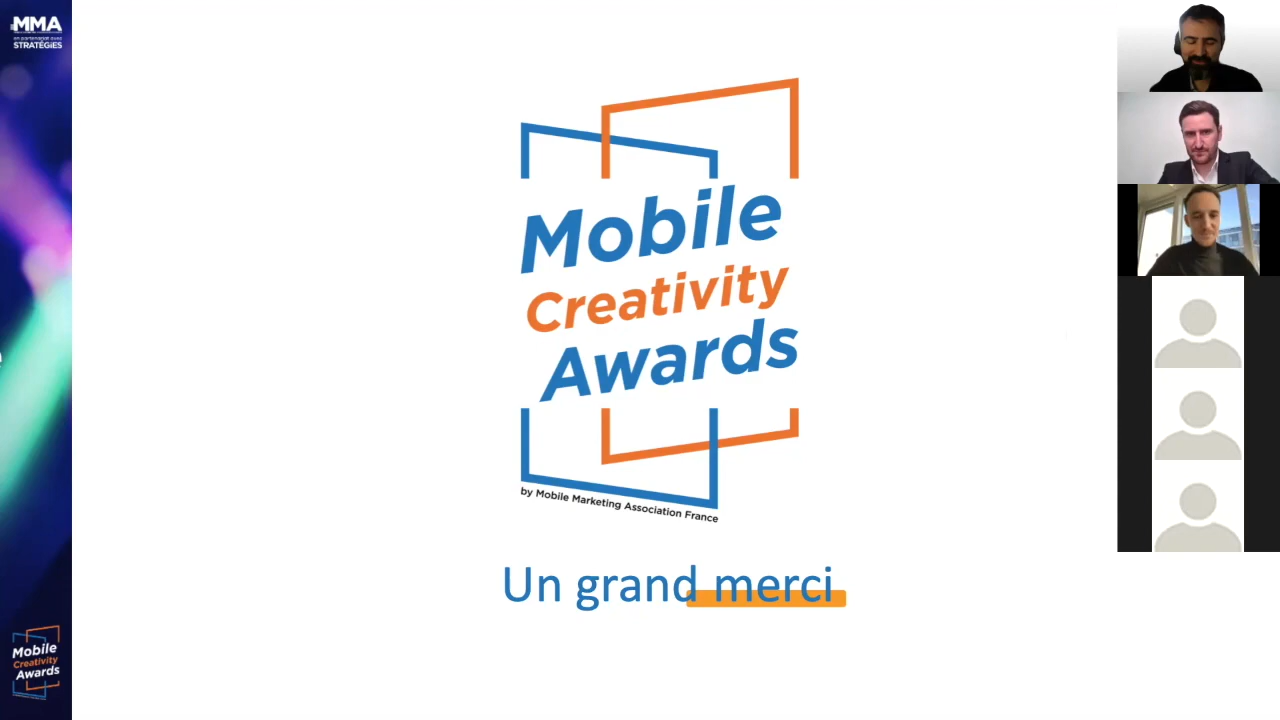 MMA
en partenariat avec
STRATÉGIES
Mobile
Creativity
Awards
by Mobile Marketing Association France
Un grand merci
Mobile
Creativity
Awards